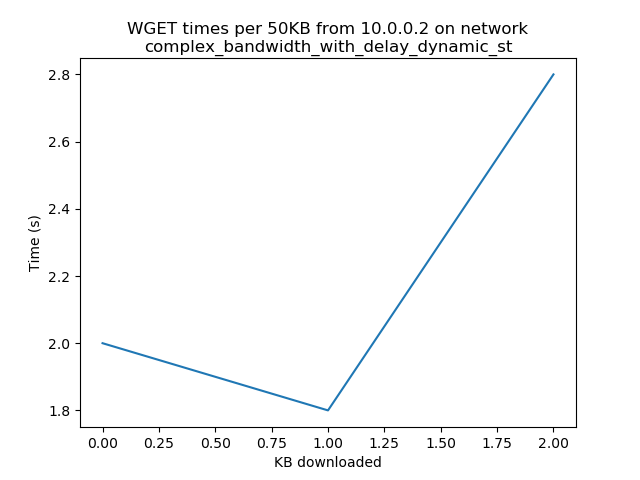 WGET times per 50KB from 10.0.0.2 on network
complex_bandwidth_with_delay_dynamic_st
2.8
2.6
2.4
2.2
2.0
1.8
Time (s)
0.00 0.25 0.50 0.75 1.00 1.25 1.50 1.75 2.00
KB downloaded